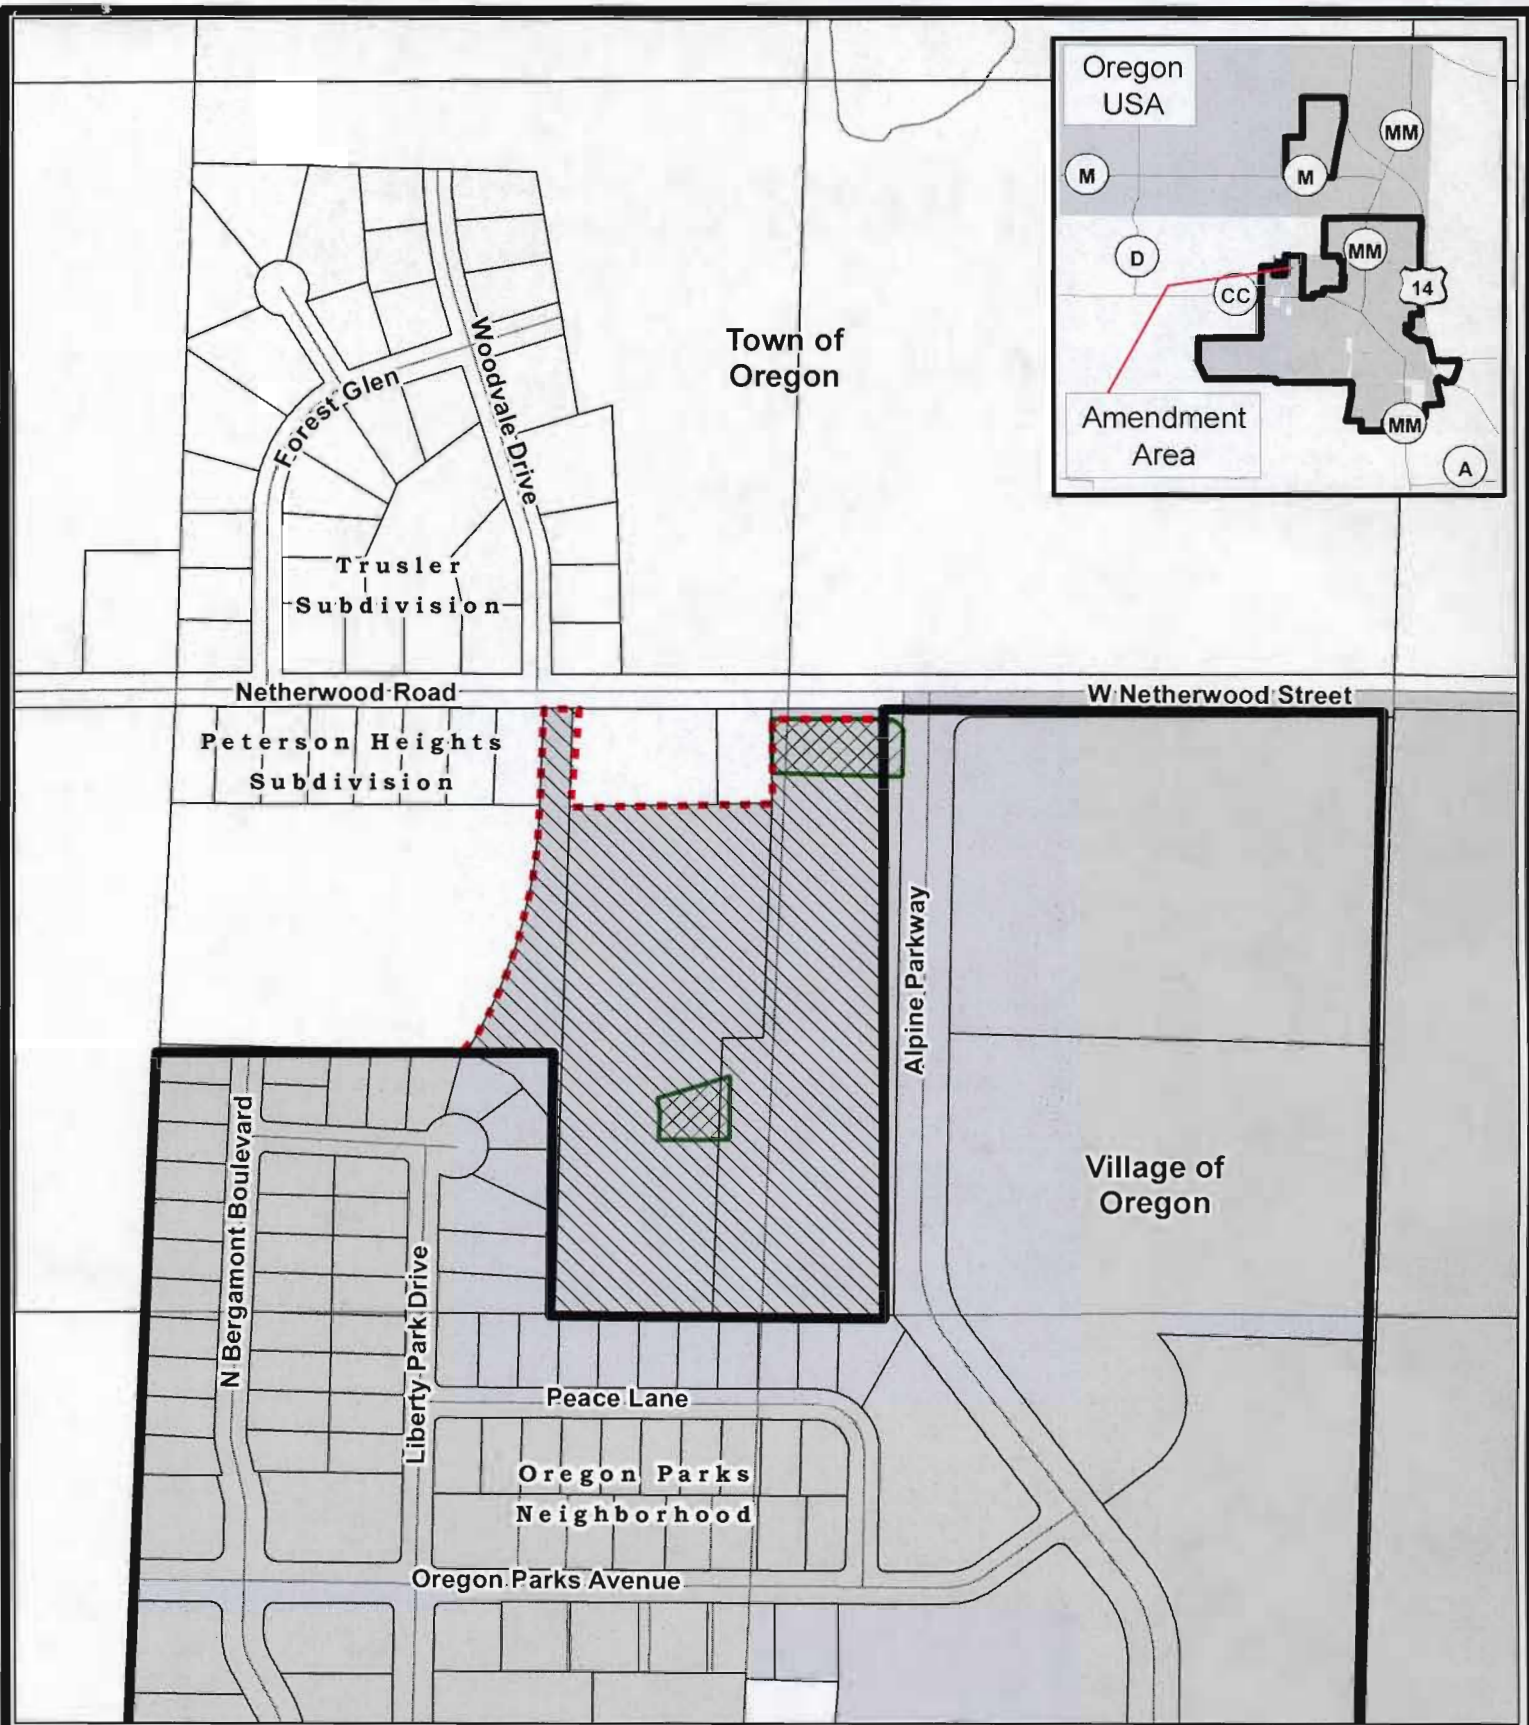 Oregon
USA
MM
M
M
D
MM
CC
14
Amendment
Area
MM
A
Town of
Oregon
Woodvale Drive
Forest Glen
Trusler
Subdivision
Netherwood Road
W Netherwood Street
Peterson Heights
Subdivision
Alpine Parkway
Village of
Oregon
N Bergamont Boulevard
Liberty Park Drive
Peace Lane
Oregon Parks
Neighborhood
Oregon Parks Avenue